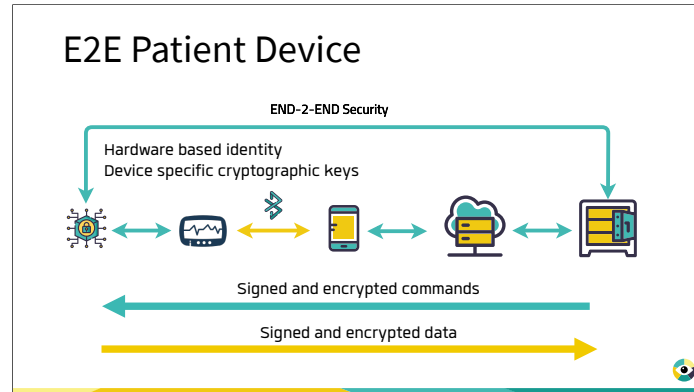 E2E Patient Device
END-2-END Security
Hardware based identity
Device specific cryptographic keys
Signed and encrypted commands
Signed and encrypted data